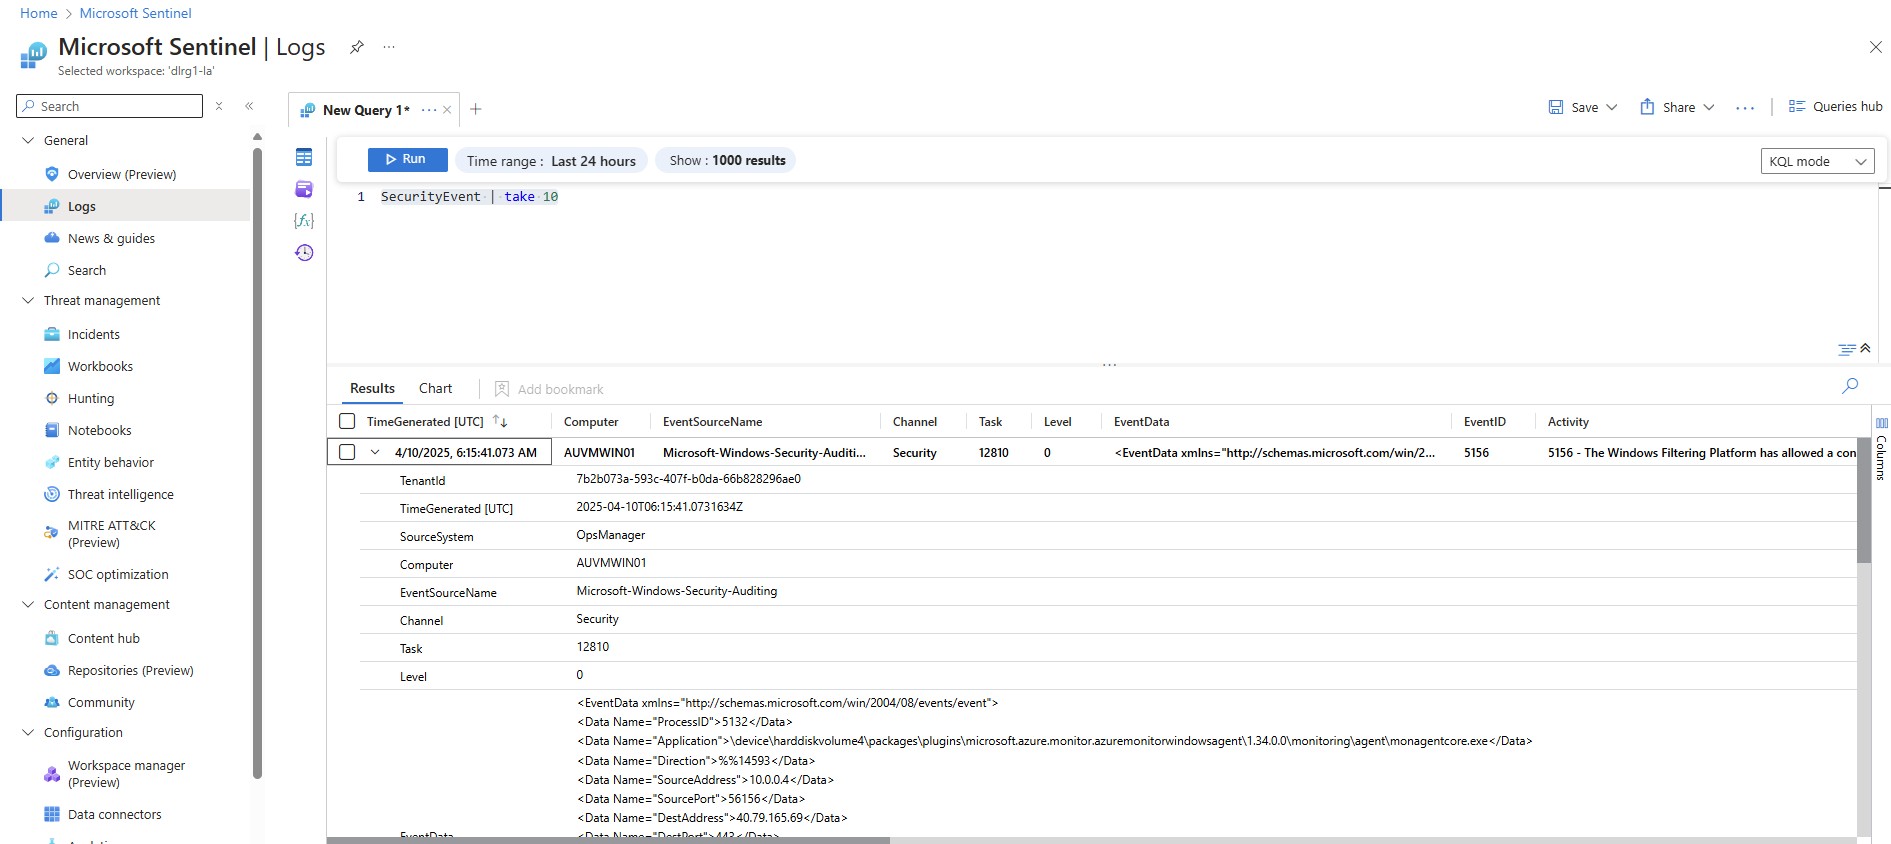 Home > Microsoft Sentinel
Microsoft Sentinel | Logs
Selected workspace: 'dlrg1-la'
Search
General
Overview (Preview)
Logs
News & guides
Search
Threat management
Incidents
Workbooks
Hunting
Notebooks
Entity behavior
Threat intelligence
MITRE ATT&CK
(Preview)
SOC optimization
Content management
Content hub
Repositories (Preview)
Community
Configuration
Workspace manager
(Preview)
Data connectors
New Query 1*
Save
Share
Queries hub
Run
Time range : Last 24 hours
Show : 1000 results
KQL mode
1 SecurityEvent | take 10
Results Chart Add bookmark
TimeGenerated [UTC] Computer EventSourceName Channel Task Level EventData EventID Activity
4/10/2025, 6:15:41.073 AM AUVMWIN01 Microsoft-Windows-Security-Auditi... Security 12810 0 <EventData xmlns="http://schemas.microsoft.com/win/2... 5156 5156 - The Windows Filtering Platform has allowed a con
TenantId 7b2b073a-593c-407f-b0da-66b828296ae0
TimeGenerated [UTC] 2025-04-10T06:15:41.0731634Z
SourceSystem OpsManager
Computer AUVMWIN01
EventSourceName Microsoft-Windows-Security-Auditing
Channel Security
Task 12810
Level 0
<EventData xmlns="http://schemas.microsoft.com/win/2004/08/events/event">
<Data Name="ProcessID">5132</Data>
<Data Name="Application">\device\harddiskvolume4\packages\plugins\microsoft.azure.monitor.azuremonitorwindowsagent\1.34.0.0\monitoring\agent\monagentcore.exe</Data>
<Data Name="Direction">%%14593</Data>
<Data Name="SourceAddress">10.0.0.4</Data>
<Data Name="SourcePort">56156</Data>
<Data Name="DestAddress">40.79.165.69</Data>
EventData <Data Name="DestPort">443</Data>
Columns